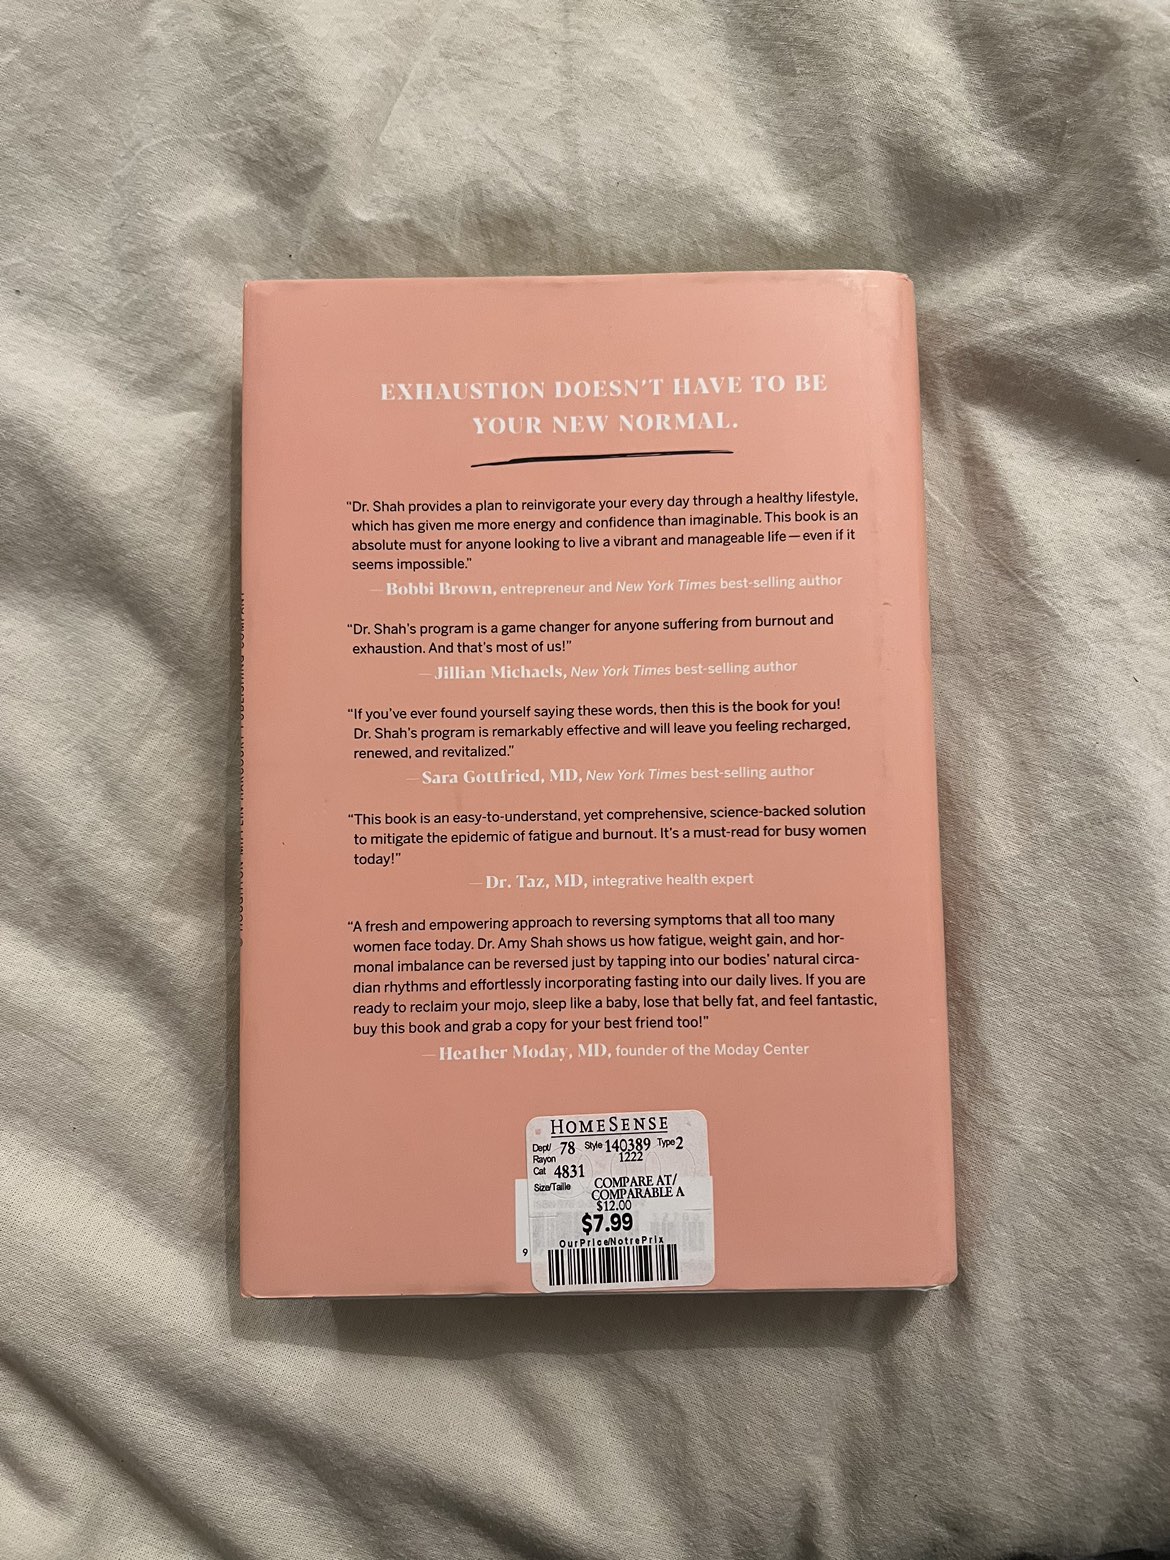 EXHAUSTION DOESN'T HAVE TO BE
YOUR NEW NORMAL.
“Dr. Shah provides a plan to reinvigorate your every day through a healthy lifestyle,
which has given me more energy and confidence than imaginable. This book is an
absolute must for anyone looking to live a vibrant and manageable life — even if it
seems impossible.”
— Bobbi Brown, entrepreneur and New York Times best-selling author
“Dr. Shah’s program is a game changer for anyone suffering from burnout and
exhaustion. And that’s most of us!”
— Jillian Michaels, New York Times best-selling author
“If you’ve ever found yourself saying these words, then this is the book for you!
Dr. Shah’s program is remarkably effective and will leave you feeling recharged,
renewed, and revitalized.”
— Sara Gottfried, MD, New York Times best-selling author
“This book is an easy-to-understand, yet comprehensive, science-backed solution
to mitigate the epidemic of fatigue and burnout. It’s a must-read for busy women
today!”
— Dr. Taz, MD, integrative health expert
“A fresh and empowering approach to reversing symptoms that all too many
women face today. Dr. Amy Shah shows us how fatigue, weight gain, and hor-
monal imbalance can be reversed just by tapping into our bodies’ natural circa-
dian rhythms and effortlessly incorporating fasting into our daily lives. If you are
ready to reclaim your mojo, sleep like a baby, lose that belly fat, and feel fantastic,
buy this book and grab a copy for your best friend too!”
— Heather Moday, MD, founder of the Moday Center
HOMESENSE
Dept/ 78 Style 140389 Type 2
Rayon 1222
Cat 4831
Size/Taille COMPARE AT/
COMPARABLE A
$12.00
$7.99
OurPrice/NotrePrix
9